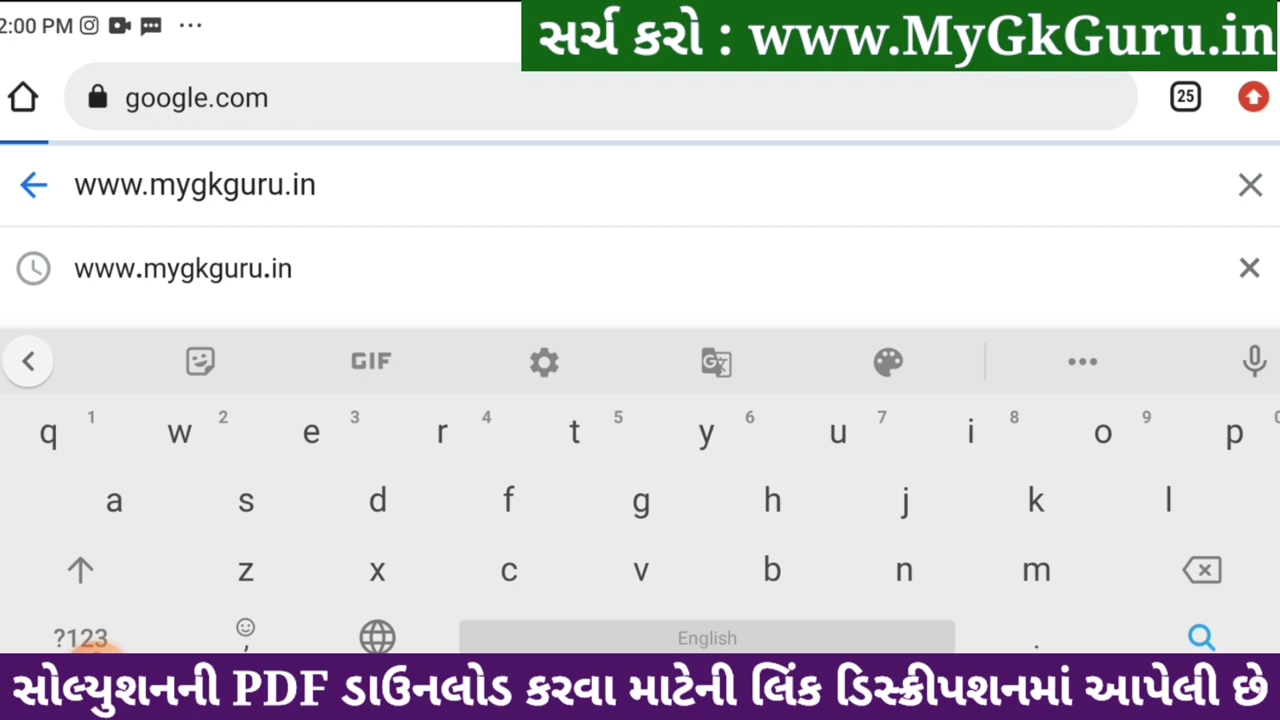 2:00 PM
સર્ચ કરો : www.MyGkGuru.in
google.com
25
www.mygkguru.in
www.mygkguru.in
GIF
q 1 w 2 e 3 r 4 t 5 y 6 u 7 i 8 o 9 p 0
a s d f g h j k l
z x c v b n m
?123 , English .
સોલ્યુશનની PDF ડાઉનલોડ કરવા માટેની લિંક ડિસ્ક્રીપશનમાં આપેલી છે